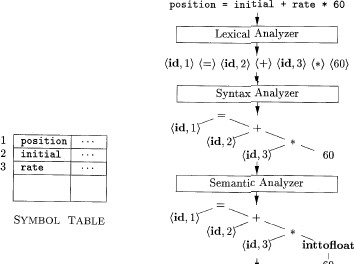 position = initial + rate * 60
Lexical Analyzer
⟨id, 1⟩ ⟨=⟩ ⟨id, 2⟩ ⟨+⟩ ⟨id, 3⟩ ⟨*⟩ ⟨60⟩
Syntax Analyzer
=
⟨id, 1⟩ +
⟨id, 2⟩ *
⟨id, 3⟩ 60
1 position ···
2 initial ···
3 rate ···
SYMBOL TABLE
Semantic Analyzer
=
⟨id, 1⟩ +
⟨id, 2⟩ *
⟨id, 3⟩ inttofloat
60